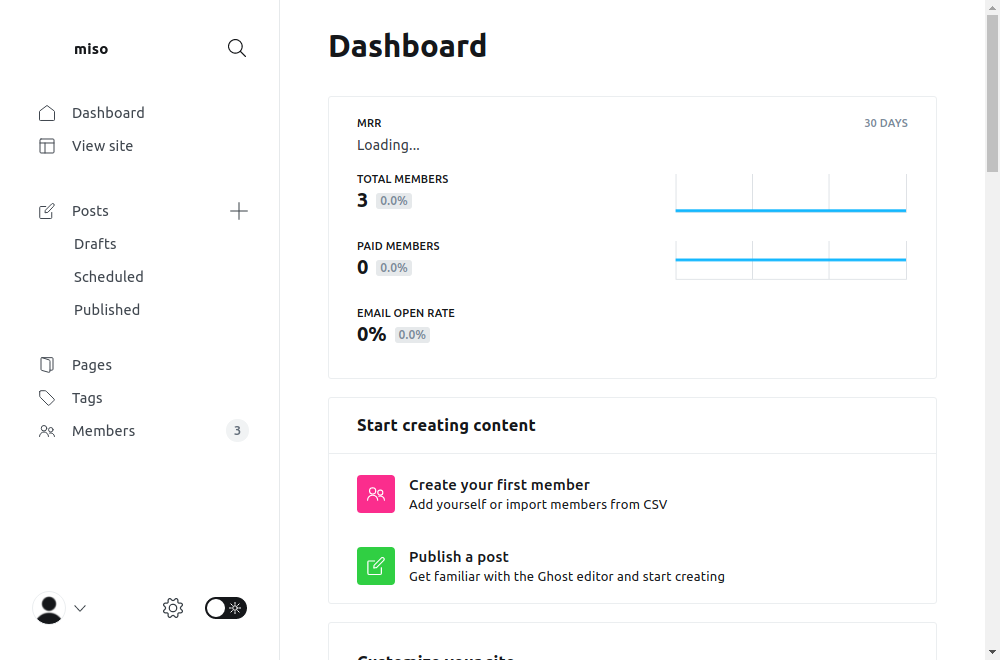 miso
Dashboard
View site
Posts
Drafts
Scheduled
Published
Pages
Tags
Members 3
Dashboard
MRR 30 DAYS
Loading...
TOTAL MEMBERS
3 0.0%
PAID MEMBERS
0 0.0%
EMAIL OPEN RATE
0% 0.0%
Start creating content
Create your first member
Add yourself or import members from CSV
Publish a post
Get familiar with the Ghost editor and start creating
Customize your site